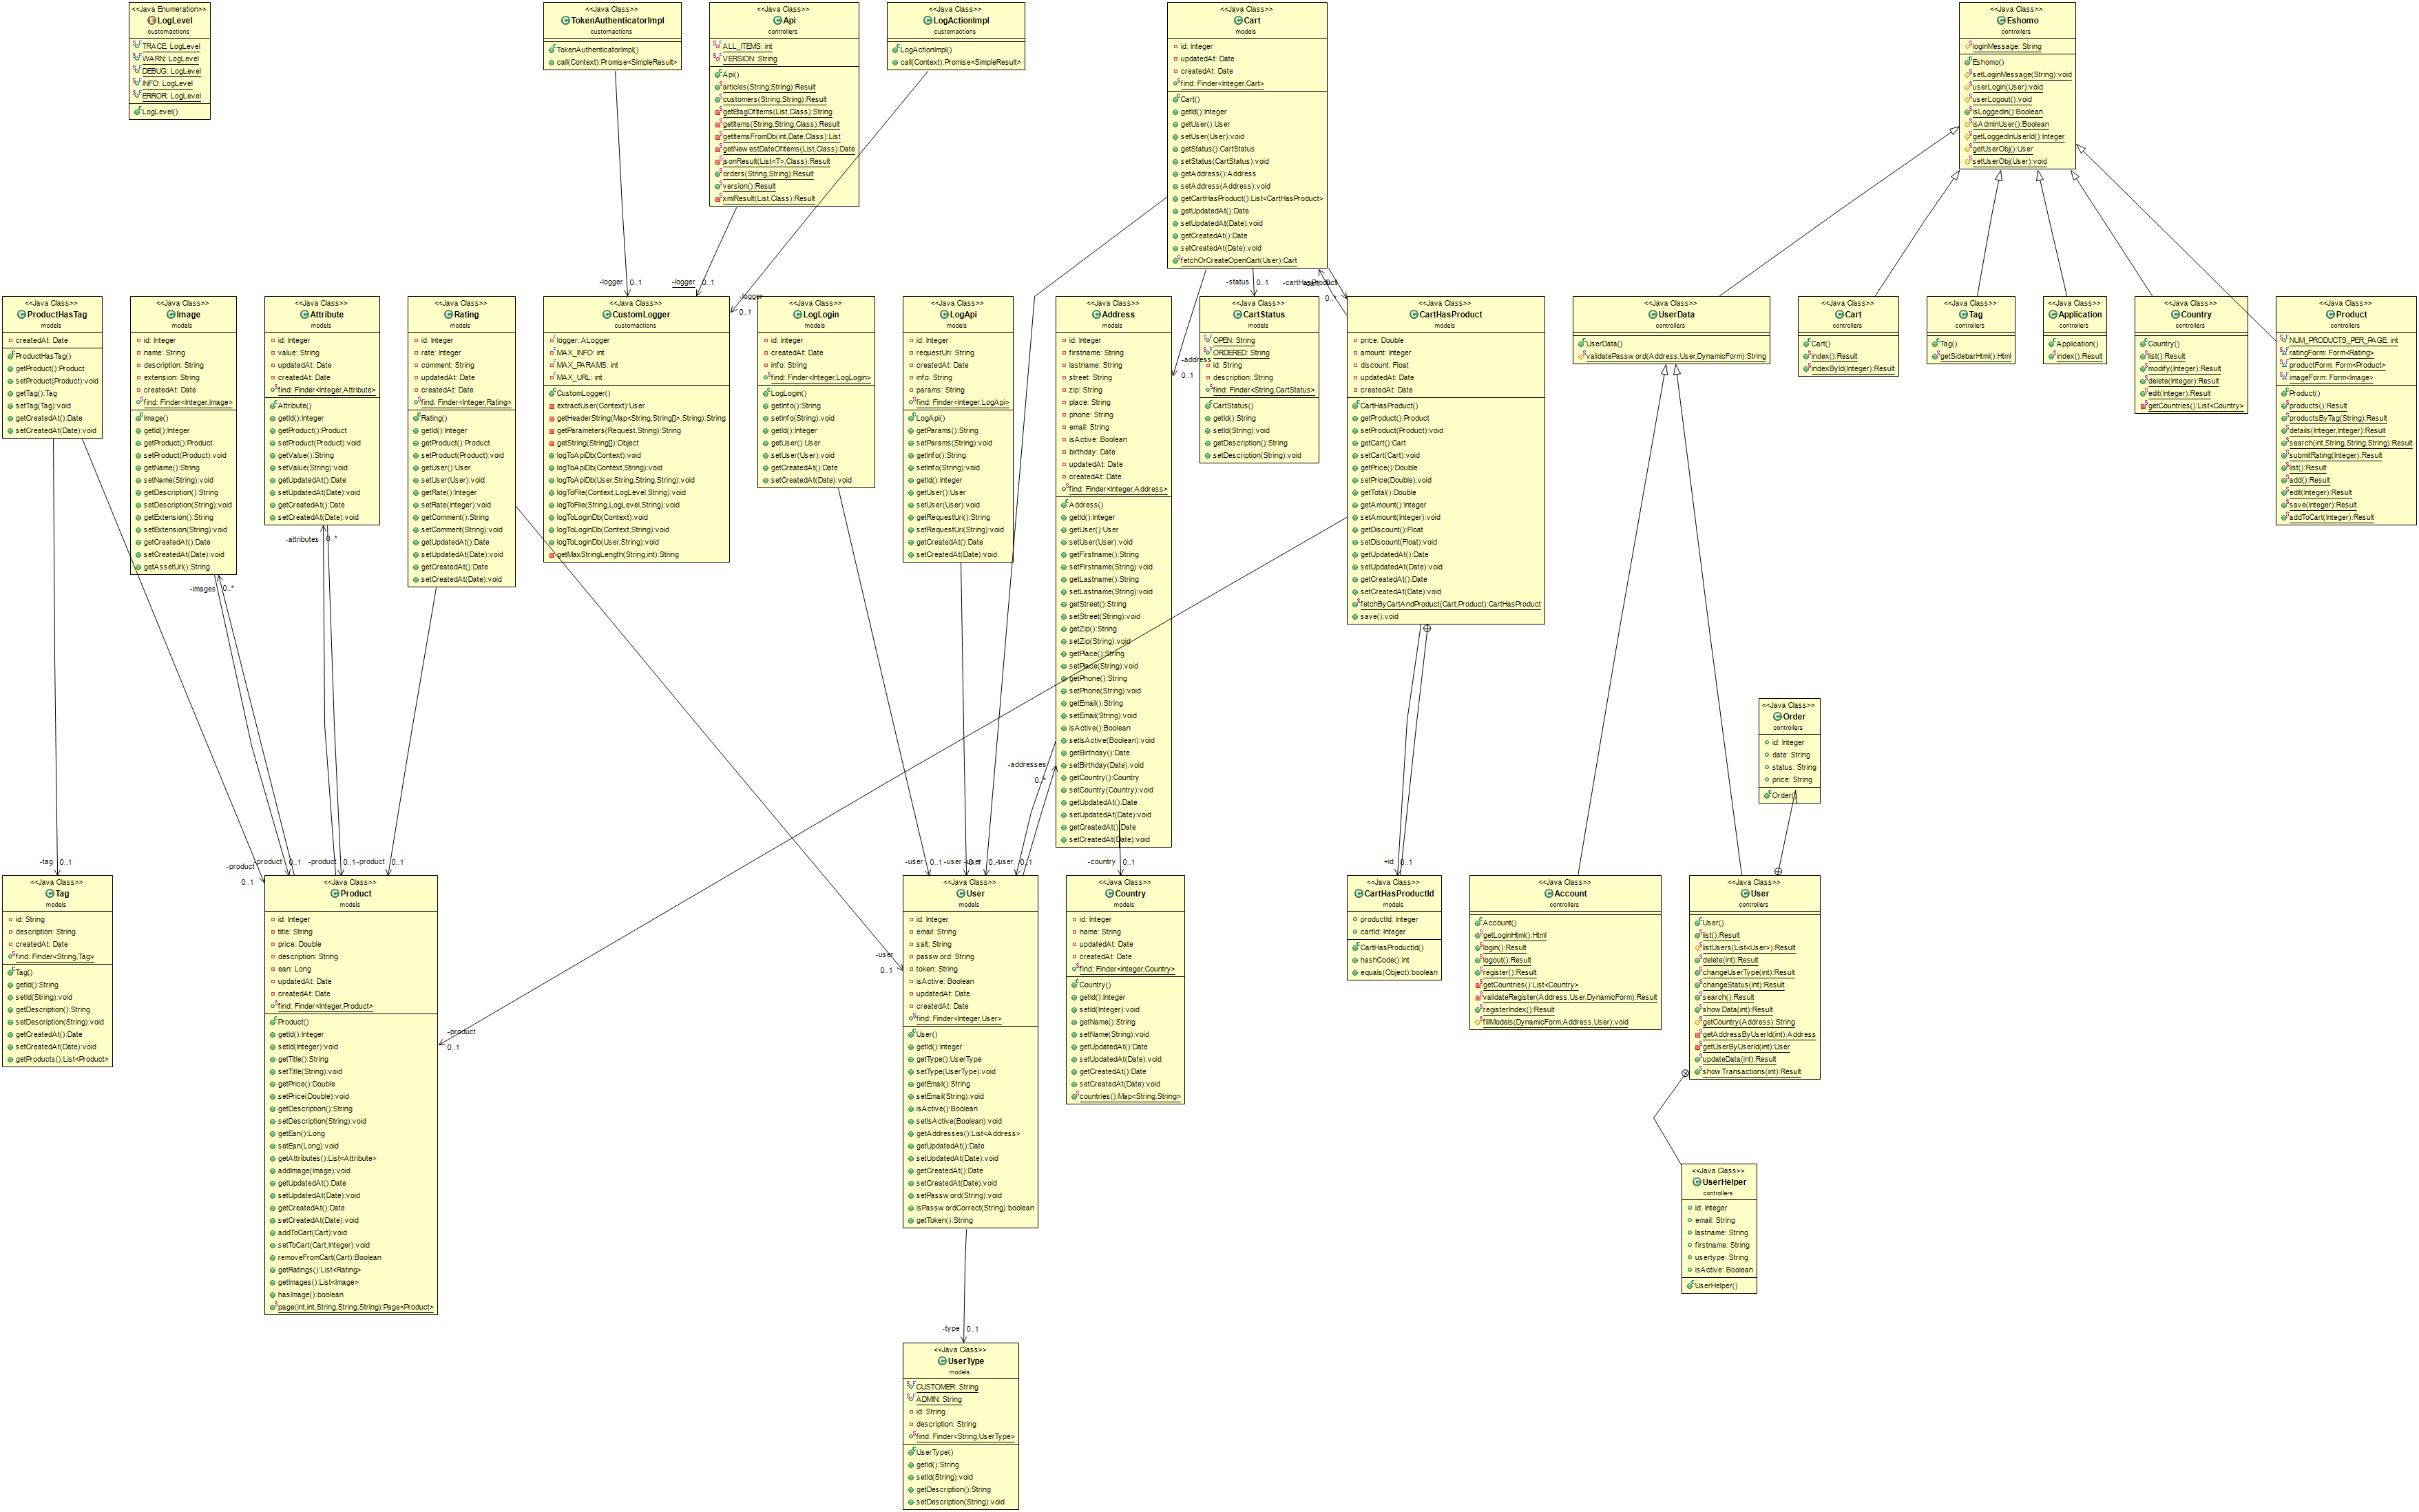 <<Java Enumeration>>
LogLevel
customactions
TRACE: LogLevel
WARN: LogLevel
DEBUG: LogLevel
INFO: LogLevel
ERROR: LogLevel
LogLevel()
<<Java Class>>
TokenAuthenticatorImpl
customactions
TokenAuthenticatorImpl()
call(Context):Promise<SimpleResult>
<<Java Class>>
Api
controllers
ALL_ITEMS: int
VERSION: String
Api()
articles(String,String):Result
customers(String,String):Result
getEtagOfItems(List,Class):String
getItems(String,String,Class):Result
getItemsFromDb(int,Date,Class):List
getNewestDateOfItems(List,Class):Date
jsonResult(List<T>,Class):Result
orders(String,String):Result
version():Result
xmlResult(List,Class):Result
<<Java Class>>
LogActionImpl
customactions
LogActionImpl()
call(Context):Promise<SimpleResult>
<<Java Class>>
Cart
models
id: Integer
updatedAt: Date
createdAt: Date
find: Finder<Integer,Cart>
Cart()
getId():Integer
getUser():User
setUser(User):void
getStatus():CartStatus
setStatus(CartStatus):void
getAddress():Address
setAddress(Address):void
getCartHasProduct():List<CartHasProduct>
getUpdatedAt():Date
setUpdatedAt(Date):void
getCreatedAt():Date
setCreatedAt(Date):void
fetchOrCreateOpenCart(User):Cart
<<Java Class>>
Eshomo
controllers
loginMessage: String
Eshomo()
setLoginMessage(String):void
userLogin(User):void
userLogout():void
isLoggedIn():Boolean
isAdminUser():Boolean
getLoggedInUserId():Integer
getUserObj():User
setUserObj(User):void
-logger 0..1
-logger 0..1
-logger
0..1
-status 0..1
-cartHasProduct
0..*
-address
0..1
<<Java Class>>
ProductHasTag
models
createdAt: Date
ProductHasTag()
getProduct():Product
setProduct(Product):void
getTag():Tag
setTag(Tag):void
getCreatedAt():Date
setCreatedAt(Date):void
<<Java Class>>
Image
models
id: Integer
name: String
description: String
extension: String
createdAt: Date
find: Finder<Integer,Image>
Image()
getId():Integer
getProduct():Product
setProduct(Product):void
getName():String
setName(String):void
getDescription():String
setDescription(String):void
getExtension():String
setExtension(String):void
getCreatedAt():Date
setCreatedAt(Date):void
getAssetUrl():String
<<Java Class>>
Attribute
models
id: Integer
value: String
updatedAt: Date
createdAt: Date
find: Finder<Integer,Attribute>
Attribute()
getId():Integer
getProduct():Product
setProduct(Product):void
getValue():String
setValue(String):void
getUpdatedAt():Date
setUpdatedAt(Date):void
getCreatedAt():Date
setCreatedAt(Date):void
<<Java Class>>
Rating
models
id: Integer
rate: Integer
comment: String
updatedAt: Date
createdAt: Date
find: Finder<Integer,Rating>
Rating()
getId():Integer
getProduct():Product
setProduct(Product):void
getUser():User
setUser(User):void
getRate():Integer
setRate(Integer):void
getComment():String
setComment(String):void
getUpdatedAt():Date
setUpdatedAt(Date):void
getCreatedAt():Date
setCreatedAt(Date):void
<<Java Class>>
CustomLogger
customactions
logger: ALogger
MAX_INFO: int
MAX_PARAMS: int
MAX_URL: int
CustomLogger()
extractUser(Context):User
getHeaderString(Map<String,String[]>,String):String
getParameters(Request,String):String
getString(String[]):Object
logToApiDb(Context):void
logToApiDb(Context,String):void
logToApiDb(User,String,String,String):void
logToFile(Context,LogLevel,String):void
logToFile(String,LogLevel,String):void
logToLoginDb(Context):void
logToLoginDb(Context,String):void
logToLoginDb(User,String):void
getMaxStringLength(String,int):String
<<Java Class>>
LogLogin
models
id: Integer
createdAt: Date
info: String
find: Finder<Integer,LogLogin>
LogLogin()
getInfo():String
setInfo(String):void
getId():Integer
getUser():User
setUser(User):void
getCreatedAt():Date
setCreatedAt(Date):void
<<Java Class>>
LogApi
models
id: Integer
requestUri: String
createdAt: Date
info: String
params: String
find: Finder<Integer,LogApi>
LogApi()
getParams():String
setParams(String):void
getInfo():String
setInfo(String):void
getId():Integer
getUser():User
setUser(User):void
getRequestUri():String
setRequestUri(String):void
getCreatedAt():Date
setCreatedAt(Date):void
<<Java Class>>
Address
models
id: Integer
firstname: String
lastname: String
street: String
zip: String
place: String
phone: String
email: String
isActive: Boolean
birthday: Date
updatedAt: Date
createdAt: Date
find: Finder<Integer,Address>
Address()
getId():Integer
getUser():User
setUser(User):void
getFirstname():String
setFirstname(String):void
getLastname():String
setLastname(String):void
getStreet():String
setStreet(String):void
getZip():String
setZip(String):void
getPlace():String
setPlace(String):void
getPhone():String
setPhone(String):void
getEmail():String
setEmail(String):void
isActive():Boolean
setIsActive(Boolean):void
getBirthday():Date
setBirthday(Date):void
getCountry():Country
setCountry(Country):void
getUpdatedAt():Date
setUpdatedAt(Date):void
getCreatedAt():Date
setCreatedAt(Date):void
<<Java Class>>
CartStatus
models
OPEN: String
ORDERED: String
id: String
description: String
find: Finder<String,CartStatus>
CartStatus()
getId():String
setId(String):void
getDescription():String
setDescription(String):void
<<Java Class>>
CartHasProduct
models
price: Double
amount: Integer
discount: Float
updatedAt: Date
createdAt: Date
CartHasProduct()
getProduct():Product
setProduct(Product):void
getCart():Cart
setCart(Cart):void
getPrice():Double
setPrice(Double):void
getTotal():Double
getAmount():Integer
setAmount(Integer):void
getDiscount():Float
setDiscount(Float):void
getUpdatedAt():Date
setUpdatedAt(Date):void
getCreatedAt():Date
setCreatedAt(Date):void
fetchByCartAndProduct(Cart,Product):CartHasProduct
save():void
<<Java Class>>
UserData
controllers
UserData()
validatePassword(Address,User,DynamicForm):String
<<Java Class>>
Cart
controllers
Cart()
index():Result
indexById(Integer):Result
<<Java Class>>
Tag
controllers
Tag()
getSidebarHtml():Html
<<Java Class>>
Application
controllers
Application()
index():Result
<<Java Class>>
Country
controllers
Country()
list():Result
modify(Integer):Result
delete(Integer):Result
edit(Integer):Result
getCountries():List<Country>
<<Java Class>>
Product
controllers
NUM_PRODUCTS_PER_PAGE: int
ratingForm: Form<Rating>
productForm: Form<Product>
imageForm: Form<Image>
Product()
products():Result
productsByTag(String):Result
details(Integer,Integer):Result
search(int,String,String,String):Result
submitRating(Integer):Result
list():Result
add():Result
edit(Integer):Result
save(Integer):Result
addToCart(Integer):Result
-images 0..*
-attributes 0..*
-addresses
0..*
<<Java Class>>
Order
controllers
id: Integer
date: String
status: String
price: String
Order()
-tag 0..1
-product
0..1
-product 0..1
-product 0..1
-product 0..1
-user 0..1
-user
-user
-country 0..1
+id 0..1
-user
0..1
-product
0..1
<<Java Class>>
Tag
models
id: String
description: String
createdAt: Date
find: Finder<String,Tag>
Tag()
getId():String
setId(String):void
getDescription():String
setDescription(String):void
getCreatedAt():Date
setCreatedAt(Date):void
getProducts():List<Product>
<<Java Class>>
Product
models
id: Integer
title: String
price: Double
description: String
ean: Long
updatedAt: Date
createdAt: Date
find: Finder<Integer,Product>
Product()
getId():Integer
setId(Integer):void
getTitle():String
setTitle(String):void
getPrice():Double
setPrice(Double):void
getDescription():String
setDescription(String):void
getEan():Long
setEan(Long):void
getAttributes():List<Attribute>
addImage(Image):void
getUpdatedAt():Date
setUpdatedAt(Date):void
getCreatedAt():Date
setCreatedAt(Date):void
addToCart(Cart):void
setToCart(Cart,Integer):void
removeFromCart(Cart):Boolean
getRatings():List<Rating>
getImages():List<Image>
hasImage():boolean
page(int,int,String,String,String):Page<Product>
<<Java Class>>
User
models
id: Integer
email: String
salt: String
password: String
token: String
isActive: Boolean
updatedAt: Date
createdAt: Date
find: Finder<Integer,User>
User()
getId():Integer
getType():UserType
setType(UserType):void
getEmail():String
setEmail(String):void
isActive():Boolean
setIsActive(Boolean):void
getAddresses():List<Address>
getUpdatedAt():Date
setUpdatedAt(Date):void
getCreatedAt():Date
setCreatedAt(Date):void
setPassword(String):void
isPasswordCorrect(String):boolean
getToken():String
<<Java Class>>
Country
models
id: Integer
name: String
updatedAt: Date
createdAt: Date
find: Finder<Integer,Country>
Country()
getId():Integer
setId(Integer):void
getName():String
setName(String):void
getUpdatedAt():Date
setUpdatedAt(Date):void
getCreatedAt():Date
setCreatedAt(Date):void
countries():Map<String,String>
<<Java Class>>
CartHasProductId
models
productId: Integer
cartId: Integer
CartHasProductId()
hashCode():int
equals(Object):boolean
<<Java Class>>
Account
controllers
Account()
getLoginHtml():Html
login():Result
logout():Result
register():Result
getCountries():List<Country>
validateRegister(Address,User,DynamicForm):Result
registerIndex():Result
fillModels(DynamicForm,Address,User):void
<<Java Class>>
User
controllers
User()
list():Result
listUsers(List<User>):Result
delete(int):Result
changeUserType(int):Result
changeStatus(int):Result
search():Result
showData(int):Result
getCountry(Address):String
getAddressByUserId(int):Address
getUserByUserId(int):User
updateData(int):Result
showTransactions(int):Result
<<Java Class>>
UserHelper
controllers
id: Integer
email: String
lastname: String
firstname: String
usertype: String
isActive: Boolean
UserHelper()
-type 0..1
<<Java Class>>
UserType
models
CUSTOMER: String
ADMIN: String
id: String
description: String
find: Finder<String,UserType>
UserType()
getId():String
setId(String):void
getDescription():String
setDescription(String):void